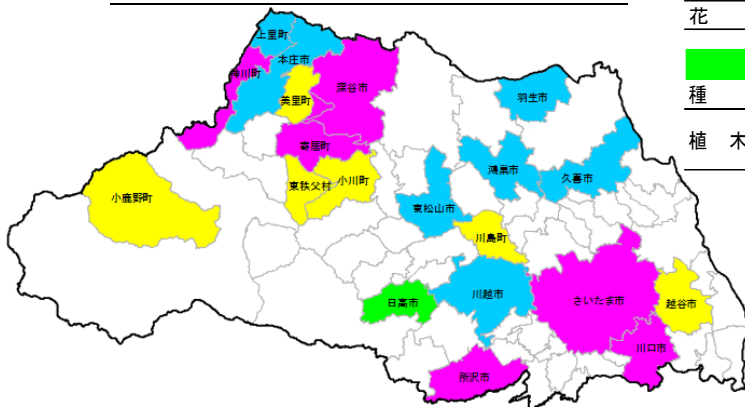 花
種
植 木
上里町
本庄市
神川町
美里町
深谷市
寄居町
羽生市
小鹿野町
東秩父村
小川町
東松山市
鴻巣市
久喜市
川島町
日高市
川越市
さいたま市
越谷市
川口市
所沢市